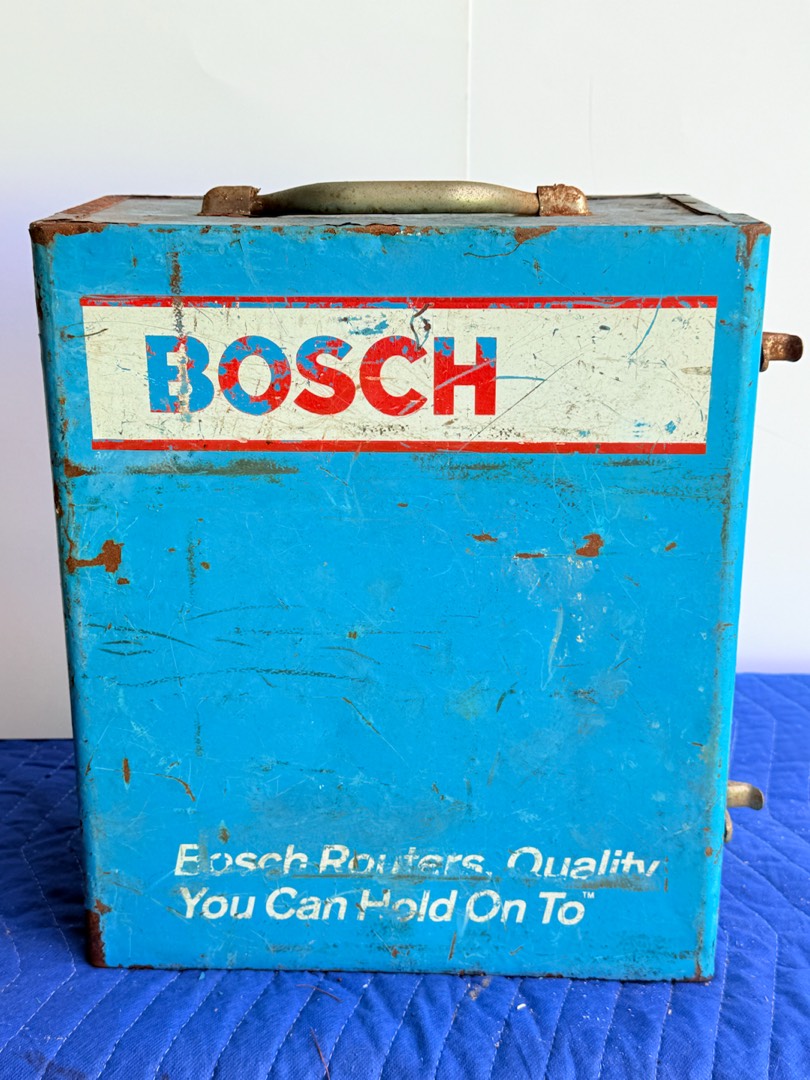 BOSCH
Bosch Routers. Quality
You Can Hold On To™